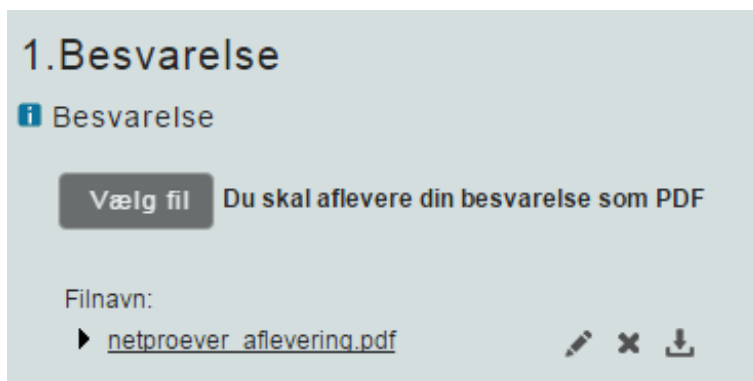 1.Besvarelse
i Besvarelse
Vælg fil Du skal aflevere din besvarelse som PDF
Filnavn:
netproever_aflevering.pdf